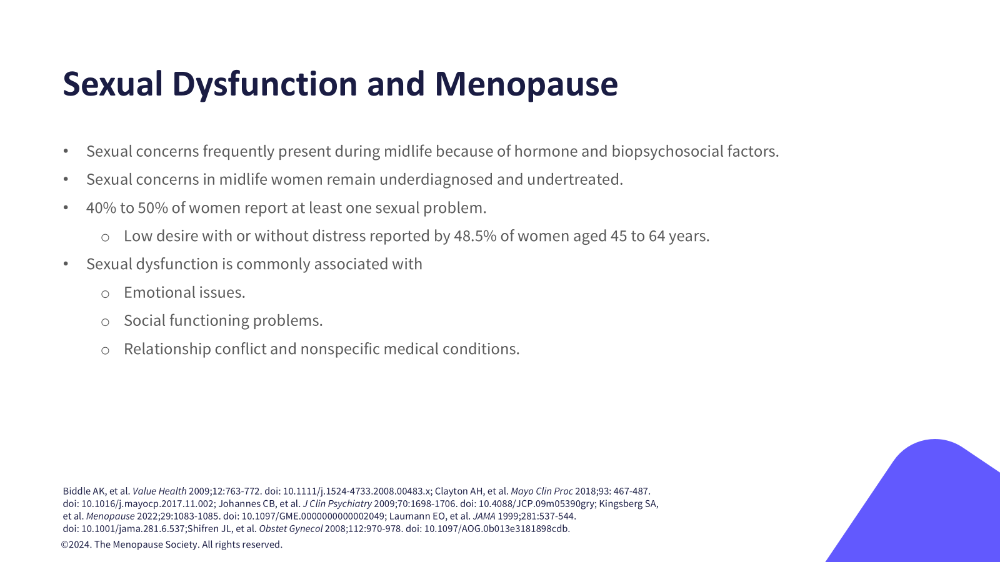 Sexual Dysfunction and Menopause
• Sexual concerns frequently present during midlife because of hormone and biopsychosocial factors.
• Sexual concerns in midlife women remain underdiagnosed and undertreated.
• 40% to 50% of women report at least one sexual problem.
o Low desire with or without distress reported by 48.5% of women aged 45 to 64 years.
• Sexual dysfunction is commonly associated with
o Emotional issues.
o Social functioning problems.
o Relationship conflict and nonspecific medical conditions.
Biddle AK, et al. Value Health 2009;12:763-772. doi: 10.1111/j.1524-4733.2008.00483.x; Clayton AH, et al. Mayo Clin Proc 2018;93: 467-487.
doi: 10.1016/j.mayocp.2017.11.002; Johannes CB, et al. J Clin Psychiatry 2009;70:1698-1706. doi: 10.4088/JCP.09m05390gry; Kingsberg SA,
et al. Menopause 2022;29:1083-1085. doi: 10.1097/GME.0000000000002049; Laumann EO, et al. JAMA 1999;281:537-544.
doi: 10.1001/jama.281.6.537;Shifren JL, et al. Obstet Gynecol 2008;112:970-978. doi: 10.1097/AOG.0b013e3181898cdb.
©2024. The Menopause Society. All rights reserved.